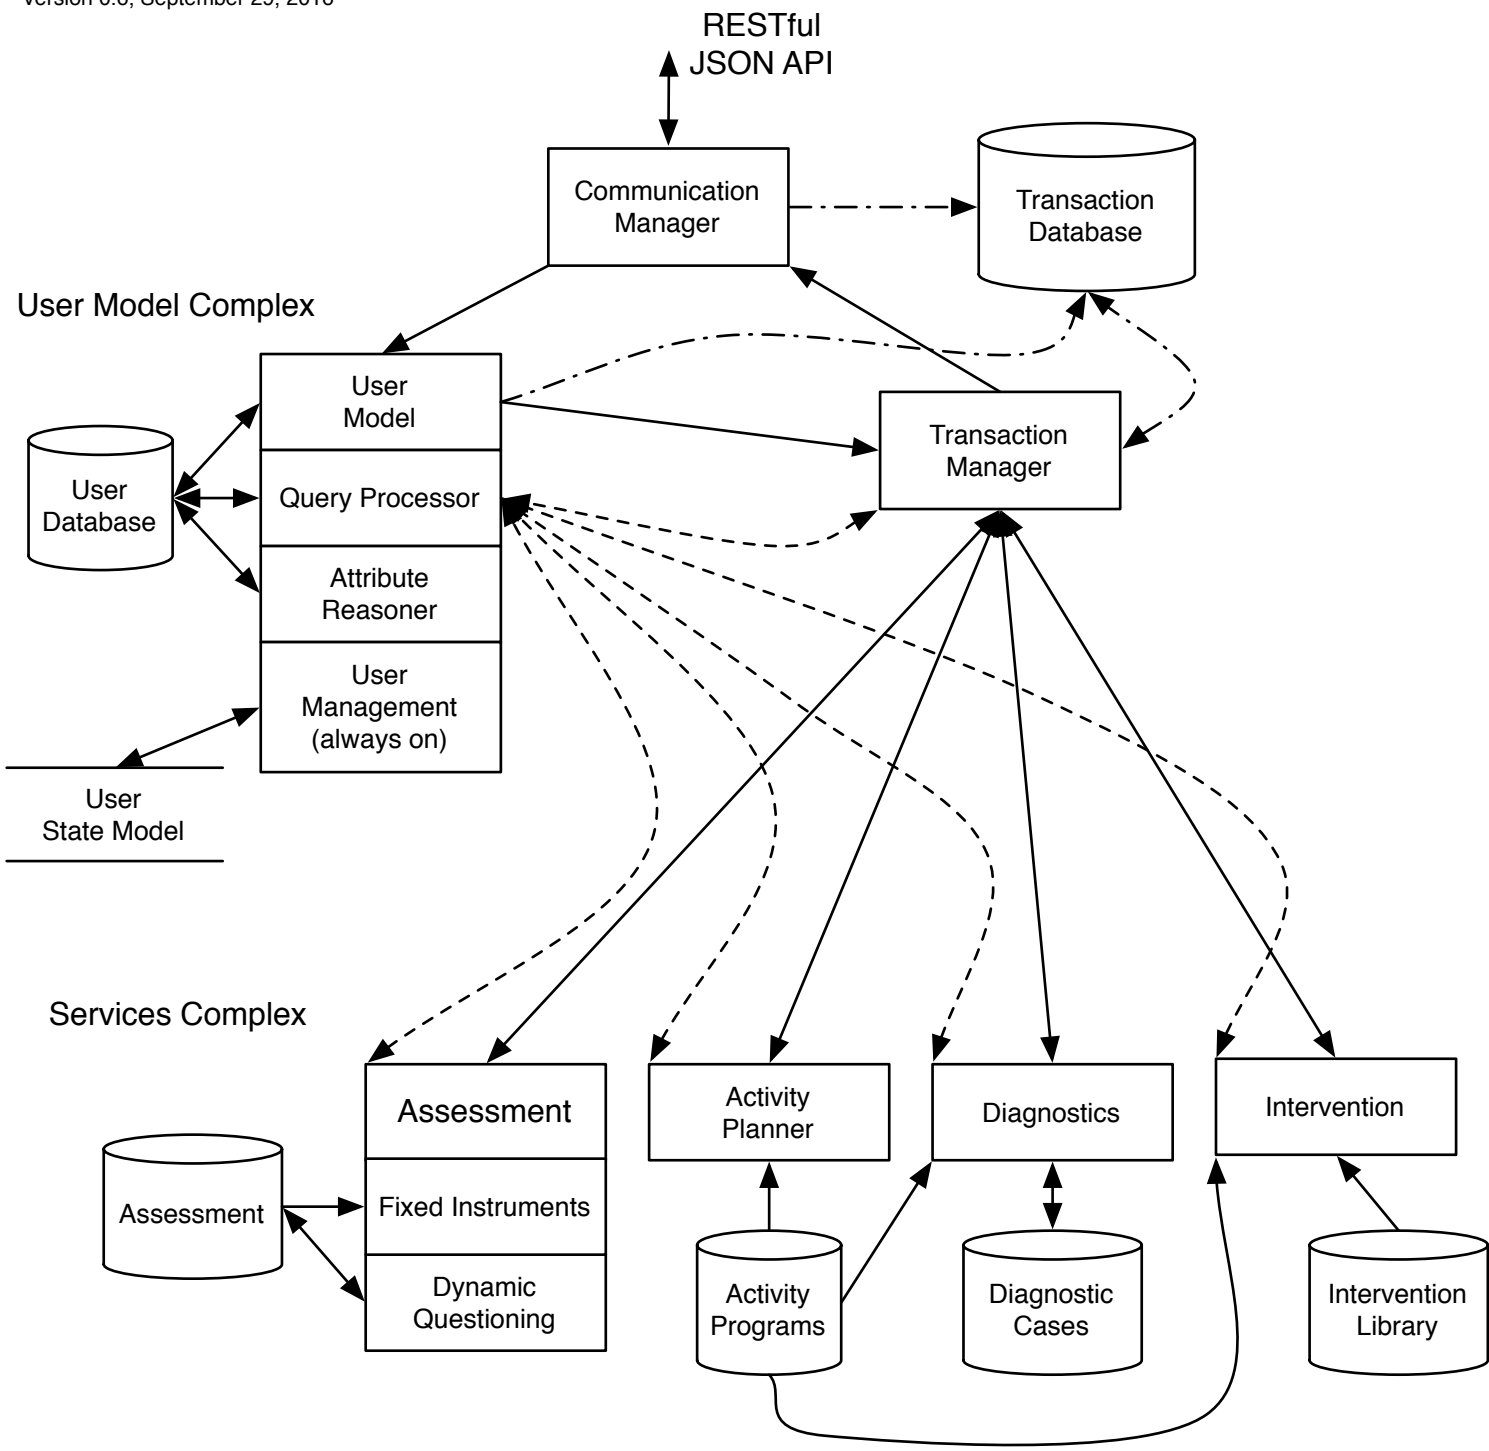 RESTful
JSON API
Communication
Manager
Transaction
Database
User Model Complex
User
Model
Transaction
Manager
User
Database
Query Processor
Attribute
Reasoner
User
Management
(always on)
User
State Model
Services Complex
Assessment
Activity
Planner
Diagnostics
Intervention
Assessment
Fixed Instruments
Dynamic
Questioning
Activity
Programs
Diagnostic
Cases
Intervention
Library